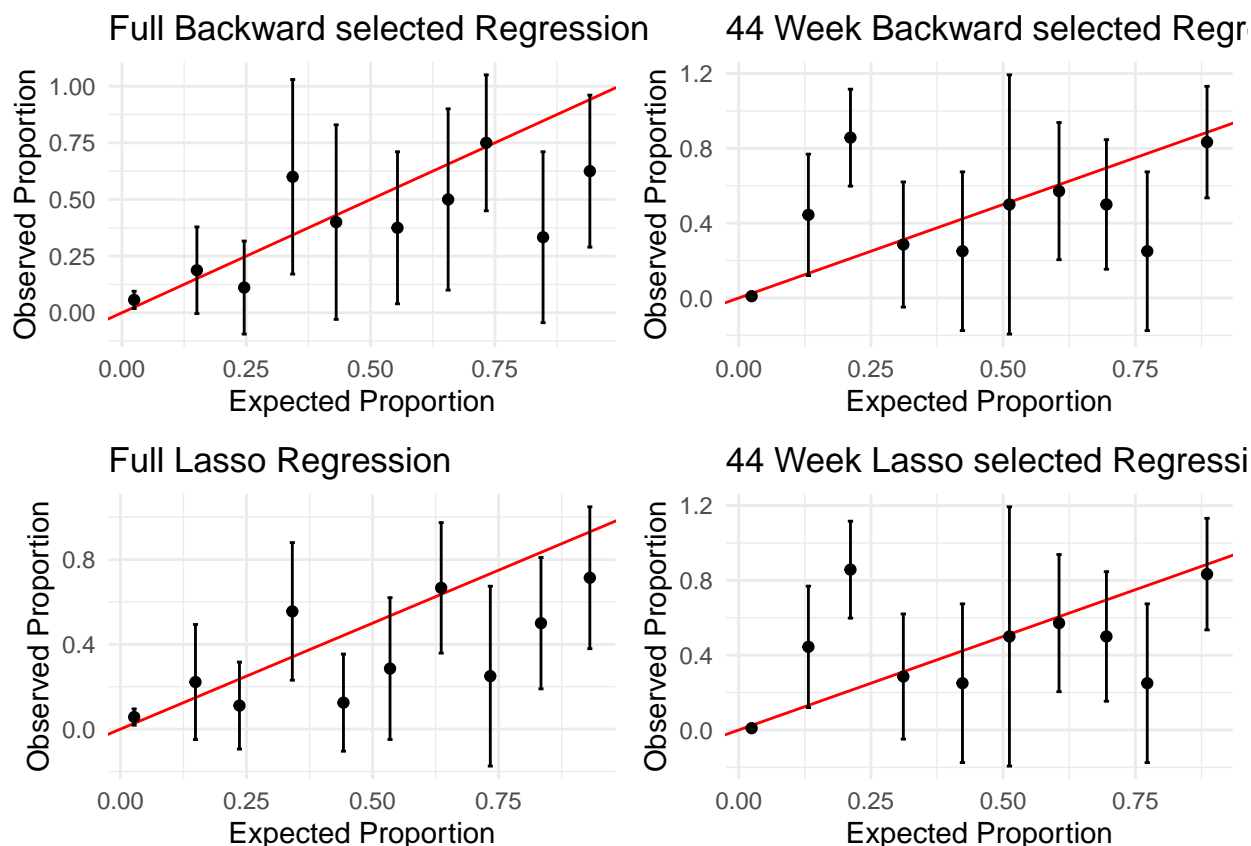 Full Backward selected Regression
1.00
0.75
0.50
0.25
0.00
Observed Proportion
0.00 0.25 0.50 0.75
Expected Proportion
44 Week Backward selected Regre
1.2
0.8
0.4
0.0
Observed Proportion
0.00 0.25 0.50 0.75
Expected Proportion
Full Lasso Regression
0.8
0.4
0.0
Observed Proportion
0.00 0.25 0.50 0.75
Expected Proportion
44 Week Lasso selected Regressi
1.2
0.8
0.4
0.0
Observed Proportion
0.00 0.25 0.50 0.75
Expected Proportion